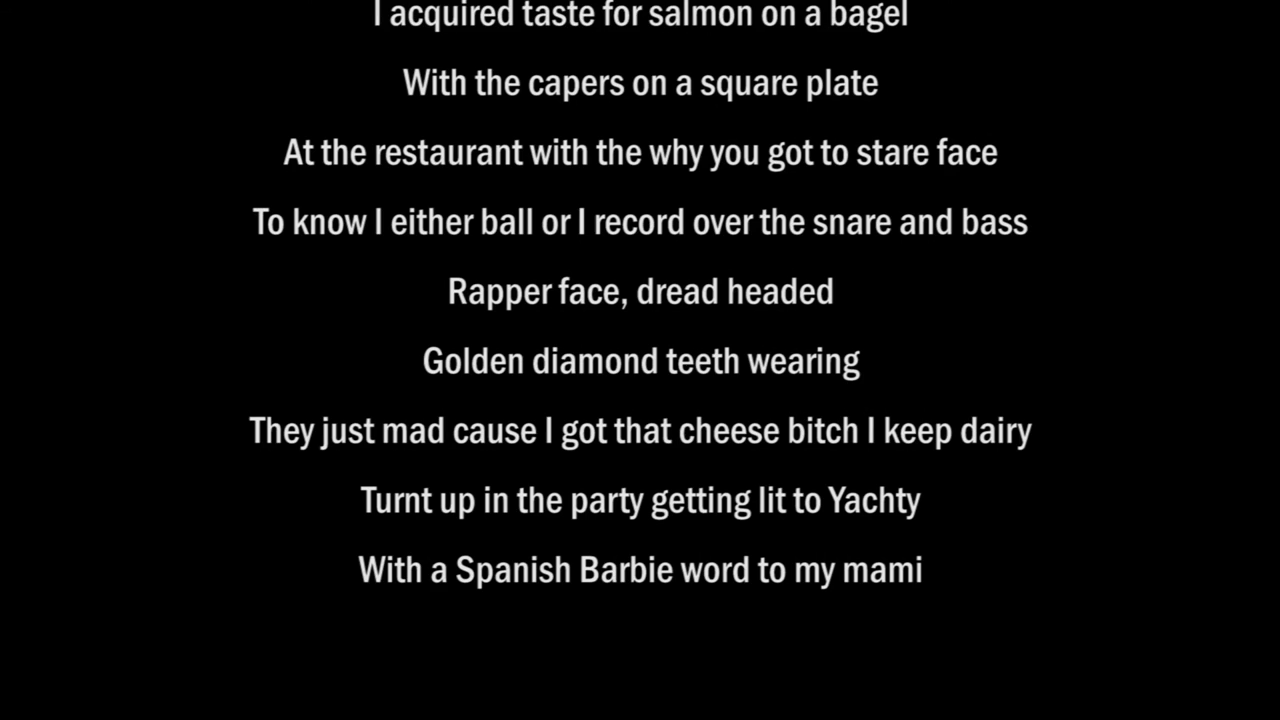 I acquired taste for salmon on a bagel
With the capers on a square plate
At the restaurant with the why you got to stare face
To know I either ball or I record over the snare and bass
Rapper face, dread headed
Golden diamond teeth wearing
They just mad cause I got that cheese bitch I keep dairy
Turnt up in the party getting lit to Yachty
With a Spanish Barbie word to my mami